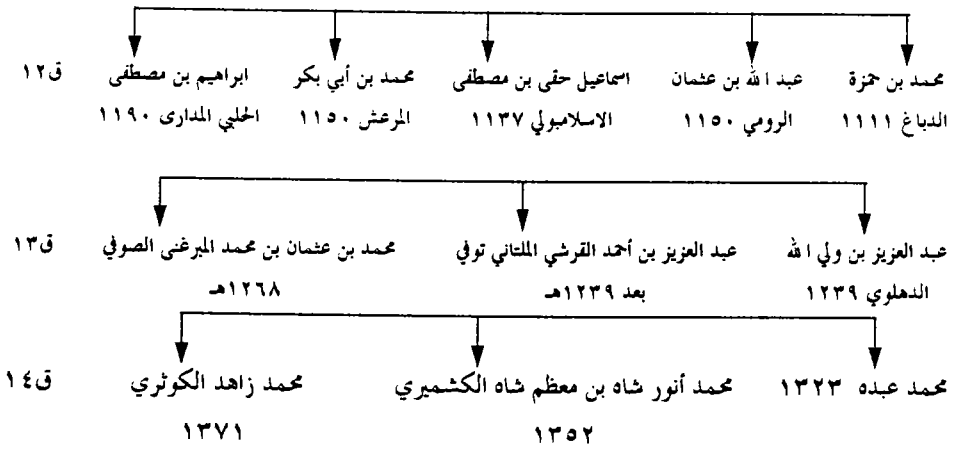 محمد بن حمزة عبد الله بن عثمان اسماعيل حقى بن مصطفى محمد بن أبي بكر ابراهيم بن مصطفى ق١٢
الدباغ ١١١١ الرومي ١١٥٠ الاسلامبولي ١١٣٧ المرعش ١١٥٠ الحلبي المدارى ١١٩٠
عبد العزيز بن ولي الله عبد العزيز بن أحمد القرشي الملتاني توفي محمد بن عثمان بن محمد الميرغنى الصوفي ق١٣
الدهلوي ١٢٣٩ بعد ١٢٣٩هـ ١٢٦٨هـ
محمد عبده ١٣٢٣ محمد أنور شاه بن معظم شاه الكشميري محمد زاهد الكوثري ق١٤
١٣٥٢ ١٣٧١